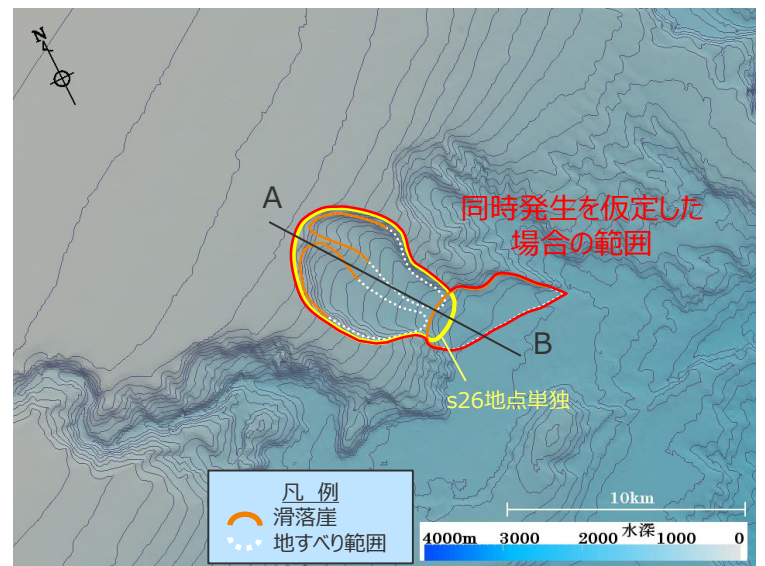 N
A
同時発生を仮定した
場合の範囲
B
s26地点単独
凡 例
滑落崖
地すべり範囲
10km
水深
4000m 3000 2000 1000 0